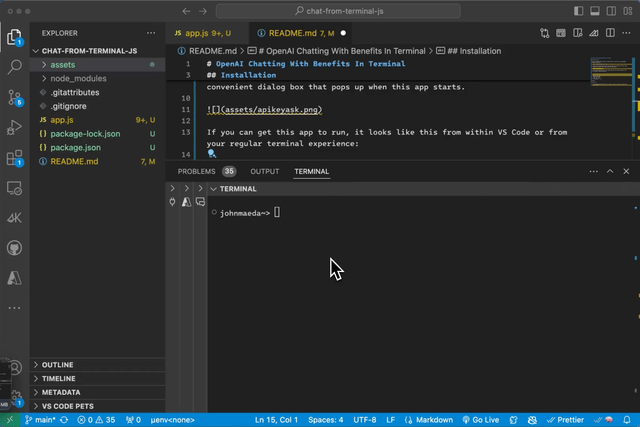 chat-from-terminal-js
EXPLORER
CHAT-FROM-TERMINAL-JS
assets
node_modules
.gitattributes
.gitignore
JS app.js 9+, U
{} package-lock.json U
{} package.json U
README.md 7, M
OUTLINE
TIMELINE
METADATA
VS CODE PETS
JS app.js 9+, U
README.md 7, M
README.md > # OpenAI Chatting With Benefits In Terminal > ## Installation
1 # OpenAI Chatting With Benefits In Terminal
3 ## Installation
convenient dialog box that pops up when this app starts.
10
11 ![](assets/apikeyask.png)
12
13 If you can get this app to run, it looks like this from within VS Code or from
your regular terminal experience:
14
PROBLEMS 35 OUTPUT TERMINAL
TERMINAL
johnmaeda~>
main* 0 35 0 µenv<none> Ln 15, Col 1 Spaces: 4 UTF-8 LF Markdown Go Live Prettier